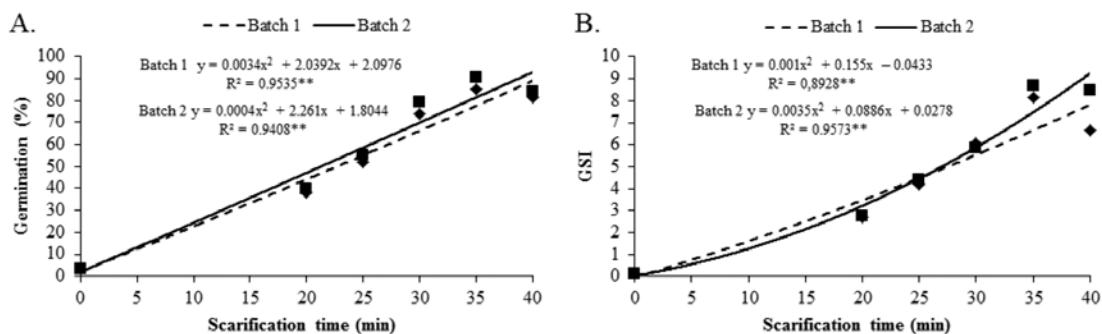 A.
Batch 1 Batch 2
Germination (%)
100
90
80
70
60
50
40
30
20
10
0
Batch 1 y = 0.0034x² + 2.0392x + 2.0976
R² = 0.9535**
Batch 2 y = 0.0004x² + 2.261x + 1.8044
R² = 0.9408**
0 5 10 15 20 25 30 35 40
Scarification time (min)
B.
Batch 1 Batch 2
GSI
10
9
8
7
6
5
4
3
2
1
0
Batch 1 y = 0.001x² + 0.155x – 0.0433
R² = 0,8928**
Batch 2 y = 0.0035x² + 0.0886x + 0.0278
R² = 0.9573**
0 5 10 15 20 25 30 35 40
Scarification time (min)